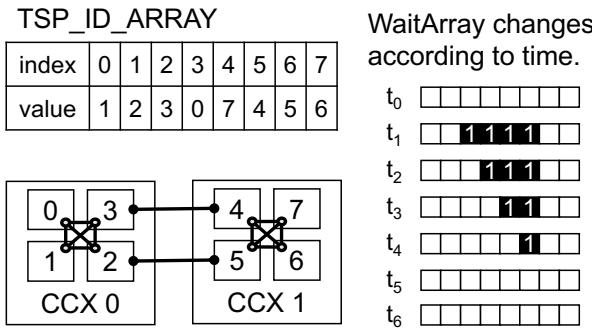 TSP_ID_ARRAY
index 0 1 2 3 4 5 6 7
value 1 2 3 0 7 4 5 6
0 3 4 7
1 2 5 6
CCX 0 CCX 1
WaitArray changes
according to time.
t0
t1 1 1 1 1
t2 1 1 1
t3 1 1
t4 1
t5
t6